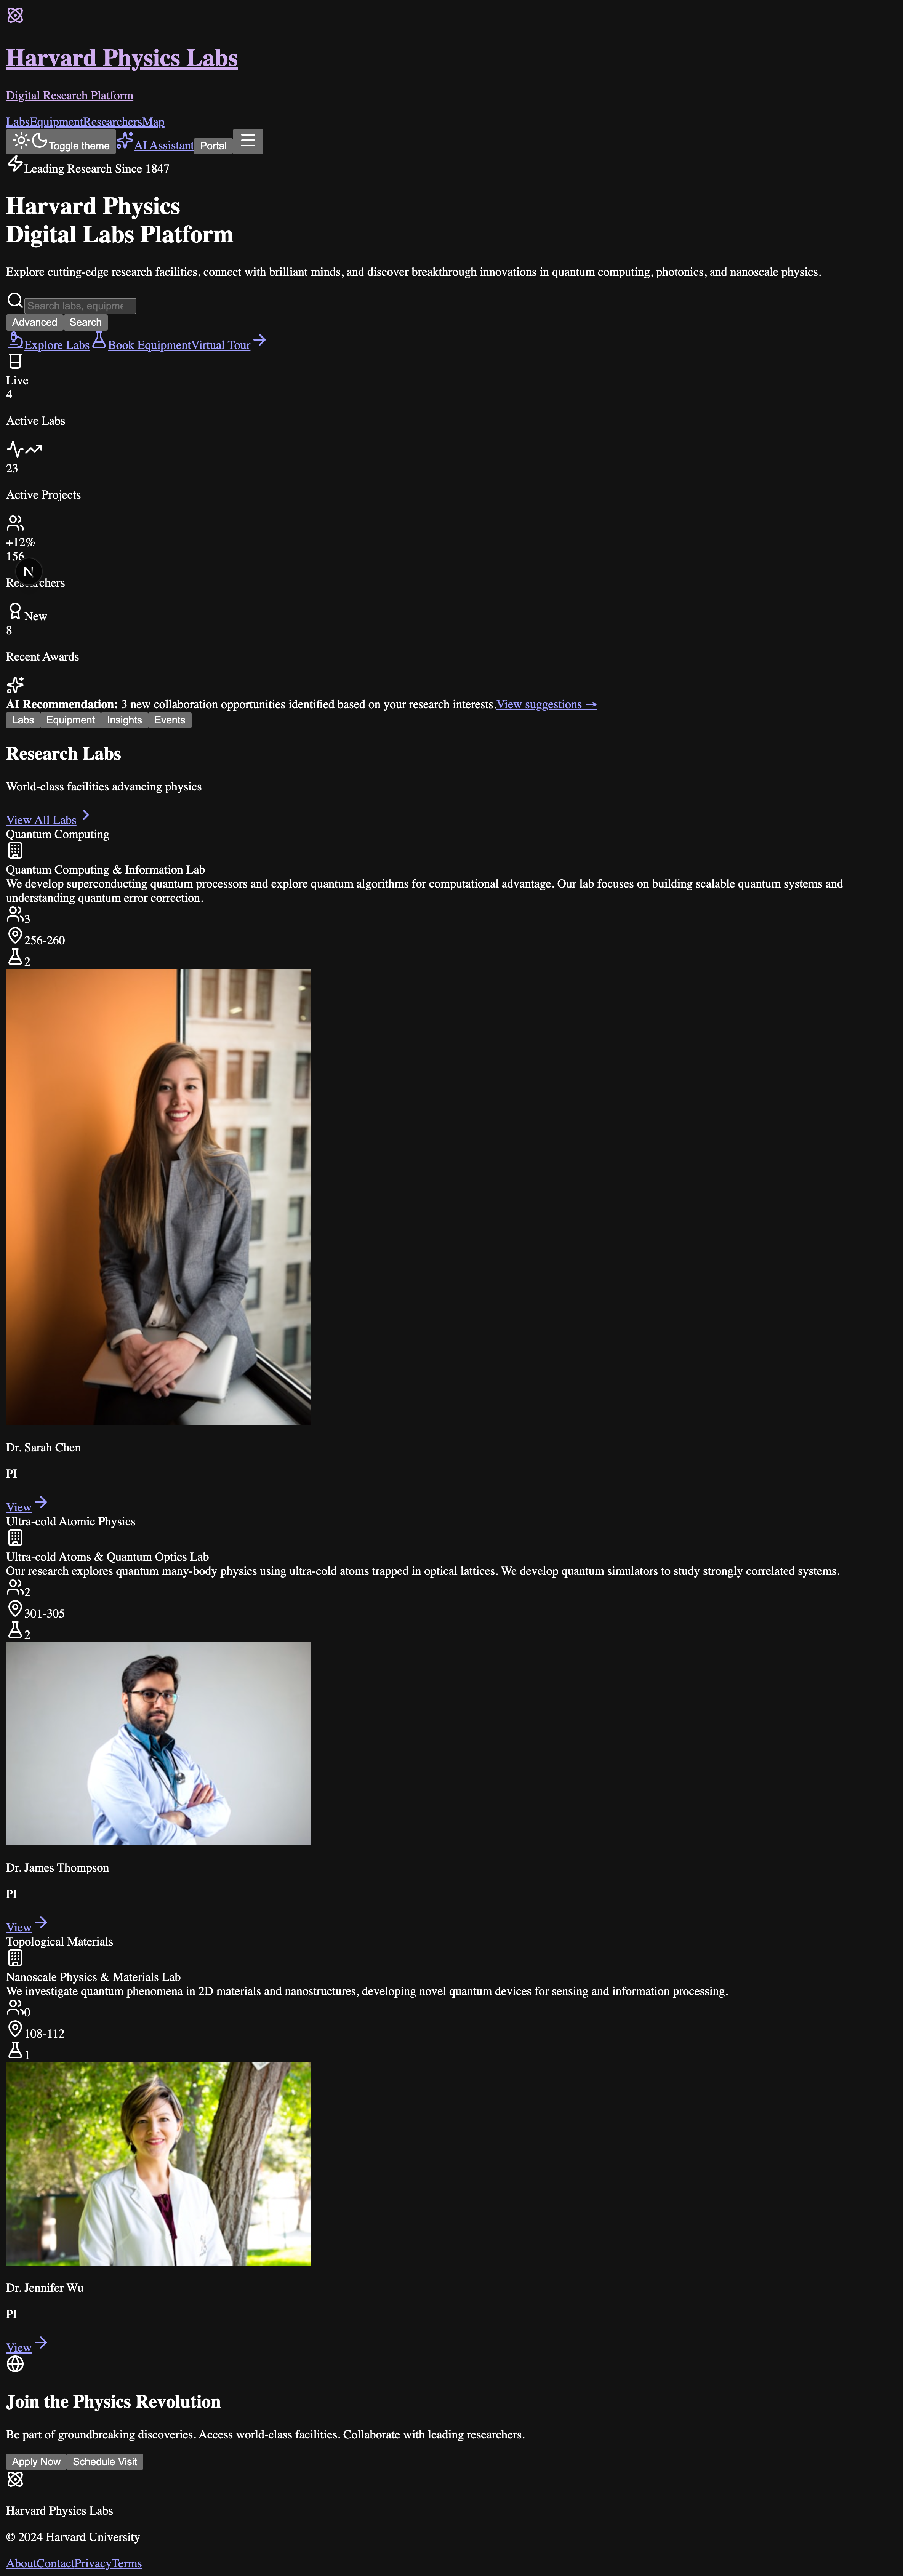 Harvard Physics Labs
Digital Research Platform
LabsEquipmentResearchersMap
Toggle theme AI Assistant Portal
Leading Research Since 1847
Harvard Physics
Digital Labs Platform
Explore cutting-edge research facilities, connect with brilliant minds, and discover breakthrough innovations in quantum computing, photonics, and nanoscale physics.
Search labs, equipme
Advanced Search
Explore Labs Book EquipmentVirtual Tour
Live
4
Active Labs
23
Active Projects
+12%
156
N
Researchers
New
8
Recent Awards
AI Recommendation: 3 new collaboration opportunities identified based on your research interests.View suggestions →
Labs Equipment Insights Events
Research Labs
World-class facilities advancing physics
View All Labs
Quantum Computing
Quantum Computing & Information Lab
We develop superconducting quantum processors and explore quantum algorithms for computational advantage. Our lab focuses on building scalable quantum systems and
understanding quantum error correction.
3
256-260
2
Dr. Sarah Chen
PI
View
Ultra-cold Atomic Physics
Ultra-cold Atoms & Quantum Optics Lab
Our research explores quantum many-body physics using ultra-cold atoms trapped in optical lattices. We develop quantum simulators to study strongly correlated systems.
2
301-305
2
Dr. James Thompson
PI
View
Topological Materials
Nanoscale Physics & Materials Lab
We investigate quantum phenomena in 2D materials and nanostructures, developing novel quantum devices for sensing and information processing.
0
108-112
1
Dr. Jennifer Wu
PI
View
Join the Physics Revolution
Be part of groundbreaking discoveries. Access world-class facilities. Collaborate with leading researchers.
Apply Now Schedule Visit
Harvard Physics Labs
© 2024 Harvard University
AboutContactPrivacyTerms